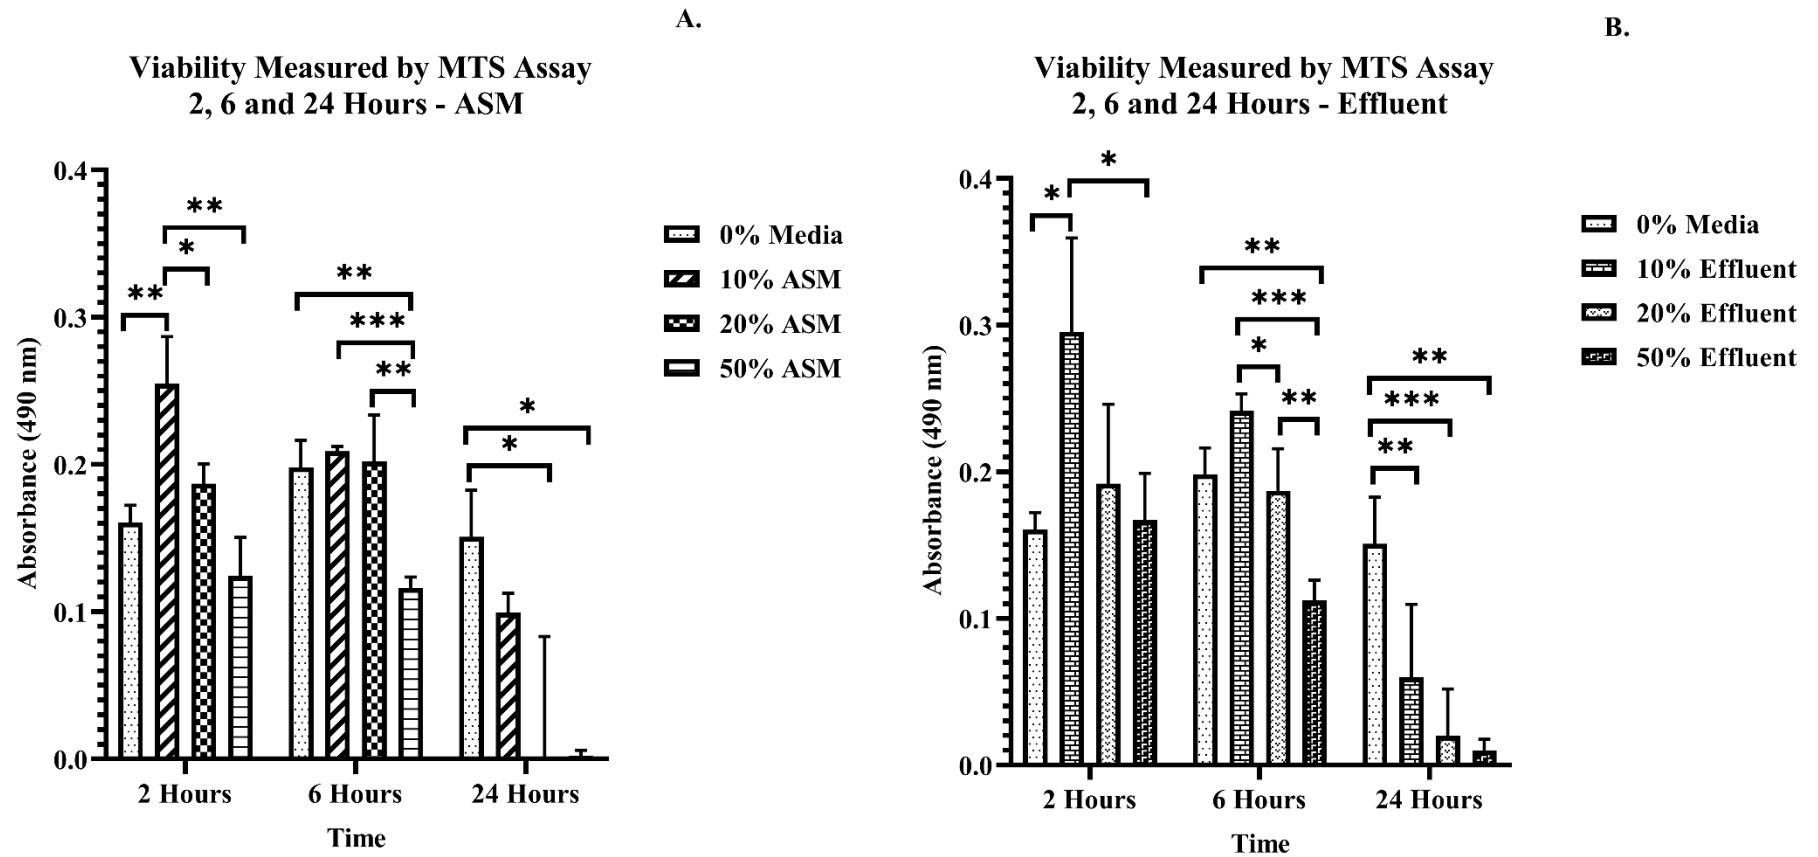 A.
Viability Measured by MTS Assay
2, 6 and 24 Hours - ASM
Absorbance (490 nm)
0.4
0.3
0.2
0.1
0.0
**
*
**
**
***
**
*
*
2 Hours
6 Hours
24 Hours
Time
0% Media
10% ASM
20% ASM
50% ASM
B.
Viability Measured by MTS Assay
2, 6 and 24 Hours - Effluent
Absorbance (490 nm)
0.4
0.3
0.2
0.1
0.0
*
*
**
***
*
**
**
***
**
2 Hours
6 Hours
24 Hours
Time
0% Media
10% Effluent
20% Effluent
50% Effluent